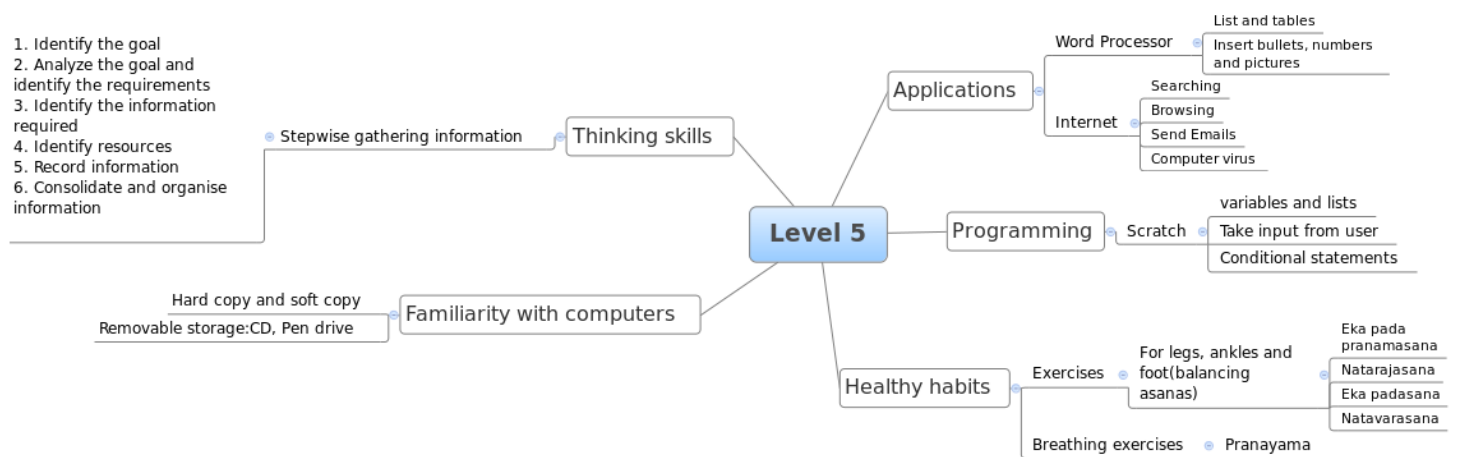 1. Identify the goal
2. Analyze the goal and
identify the requirements
3. Identify the information
required
4. Identify resources
5. Record information
6. Consolidate and organise
information
Stepwise gathering information
Thinking skills
Hard copy and soft copy
Removable storage:CD, Pen drive
Familiarity with computers
Level 5
Applications
Word Processor
List and tables
Insert bullets, numbers
and pictures
Internet
Searching
Browsing
Send Emails
Computer virus
Programming
Scratch
variables and lists
Take input from user
Conditional statements
Healthy habits
Exercises
For legs, ankles and
foot(balancing
asanas)
Eka pada
pranamasana
Natarajasana
Eka padasana
Natavarasana
Breathing exercises
Pranayama